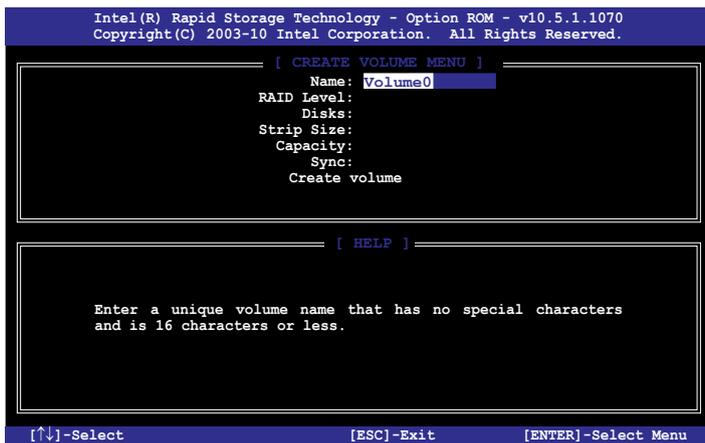 Intel(R) Rapid Storage Technology - Option ROM - v10.5.1.1070
Copyright(C) 2003-10 Intel Corporation. All Rights Reserved.
[ CREATE VOLUME MENU ]
Name: Volume0
RAID Level:
Disks:
Strip Size:
Capacity:
Sync:
Create volume
[ HELP ]
Enter a unique volume name that has no special characters
and is 16 characters or less.
[↑↓]-Select [ESC]-Exit [ENTER]-Select Menu